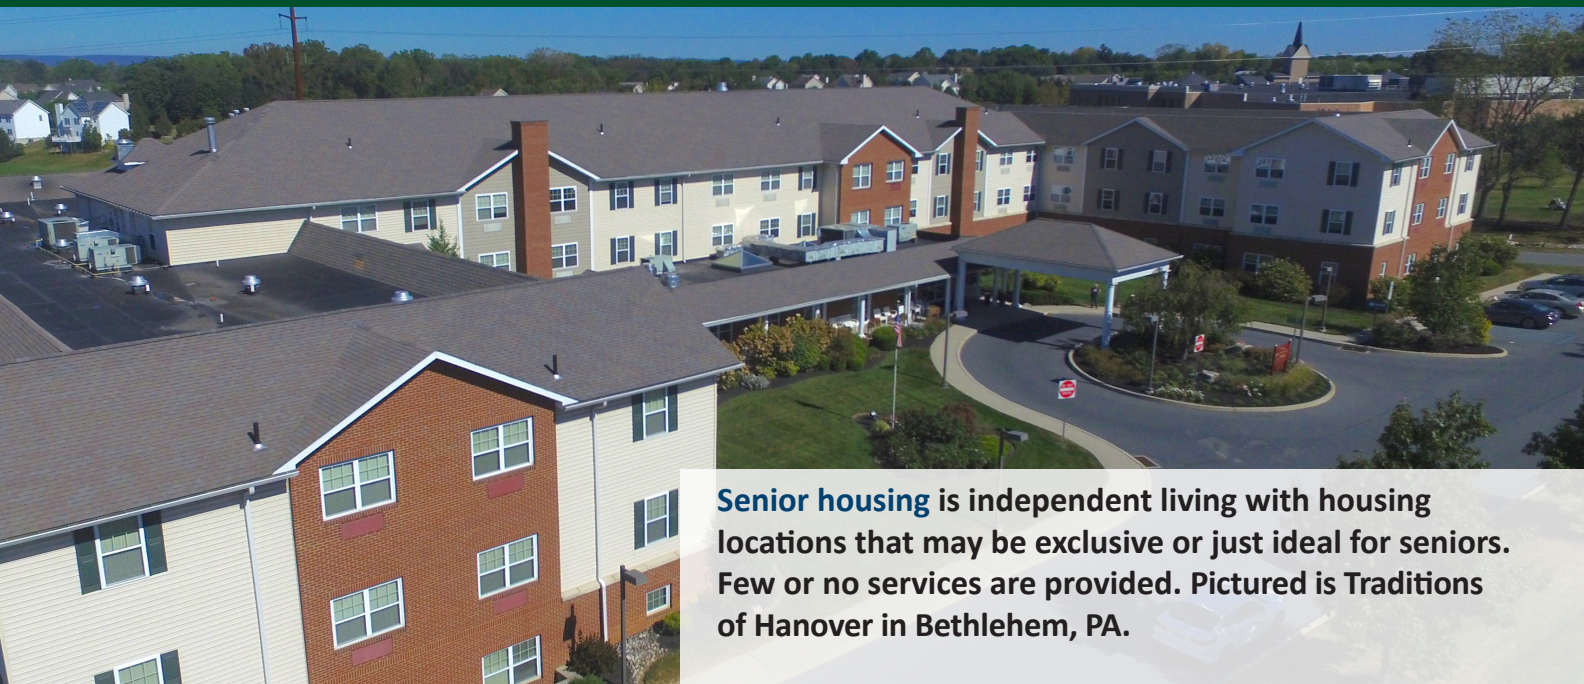 Senior housing is independent living with housing
locations that may be exclusive or just ideal for seniors.
Few or no services are provided. Pictured is Traditions
of Hanover in Bethlehem, PA.